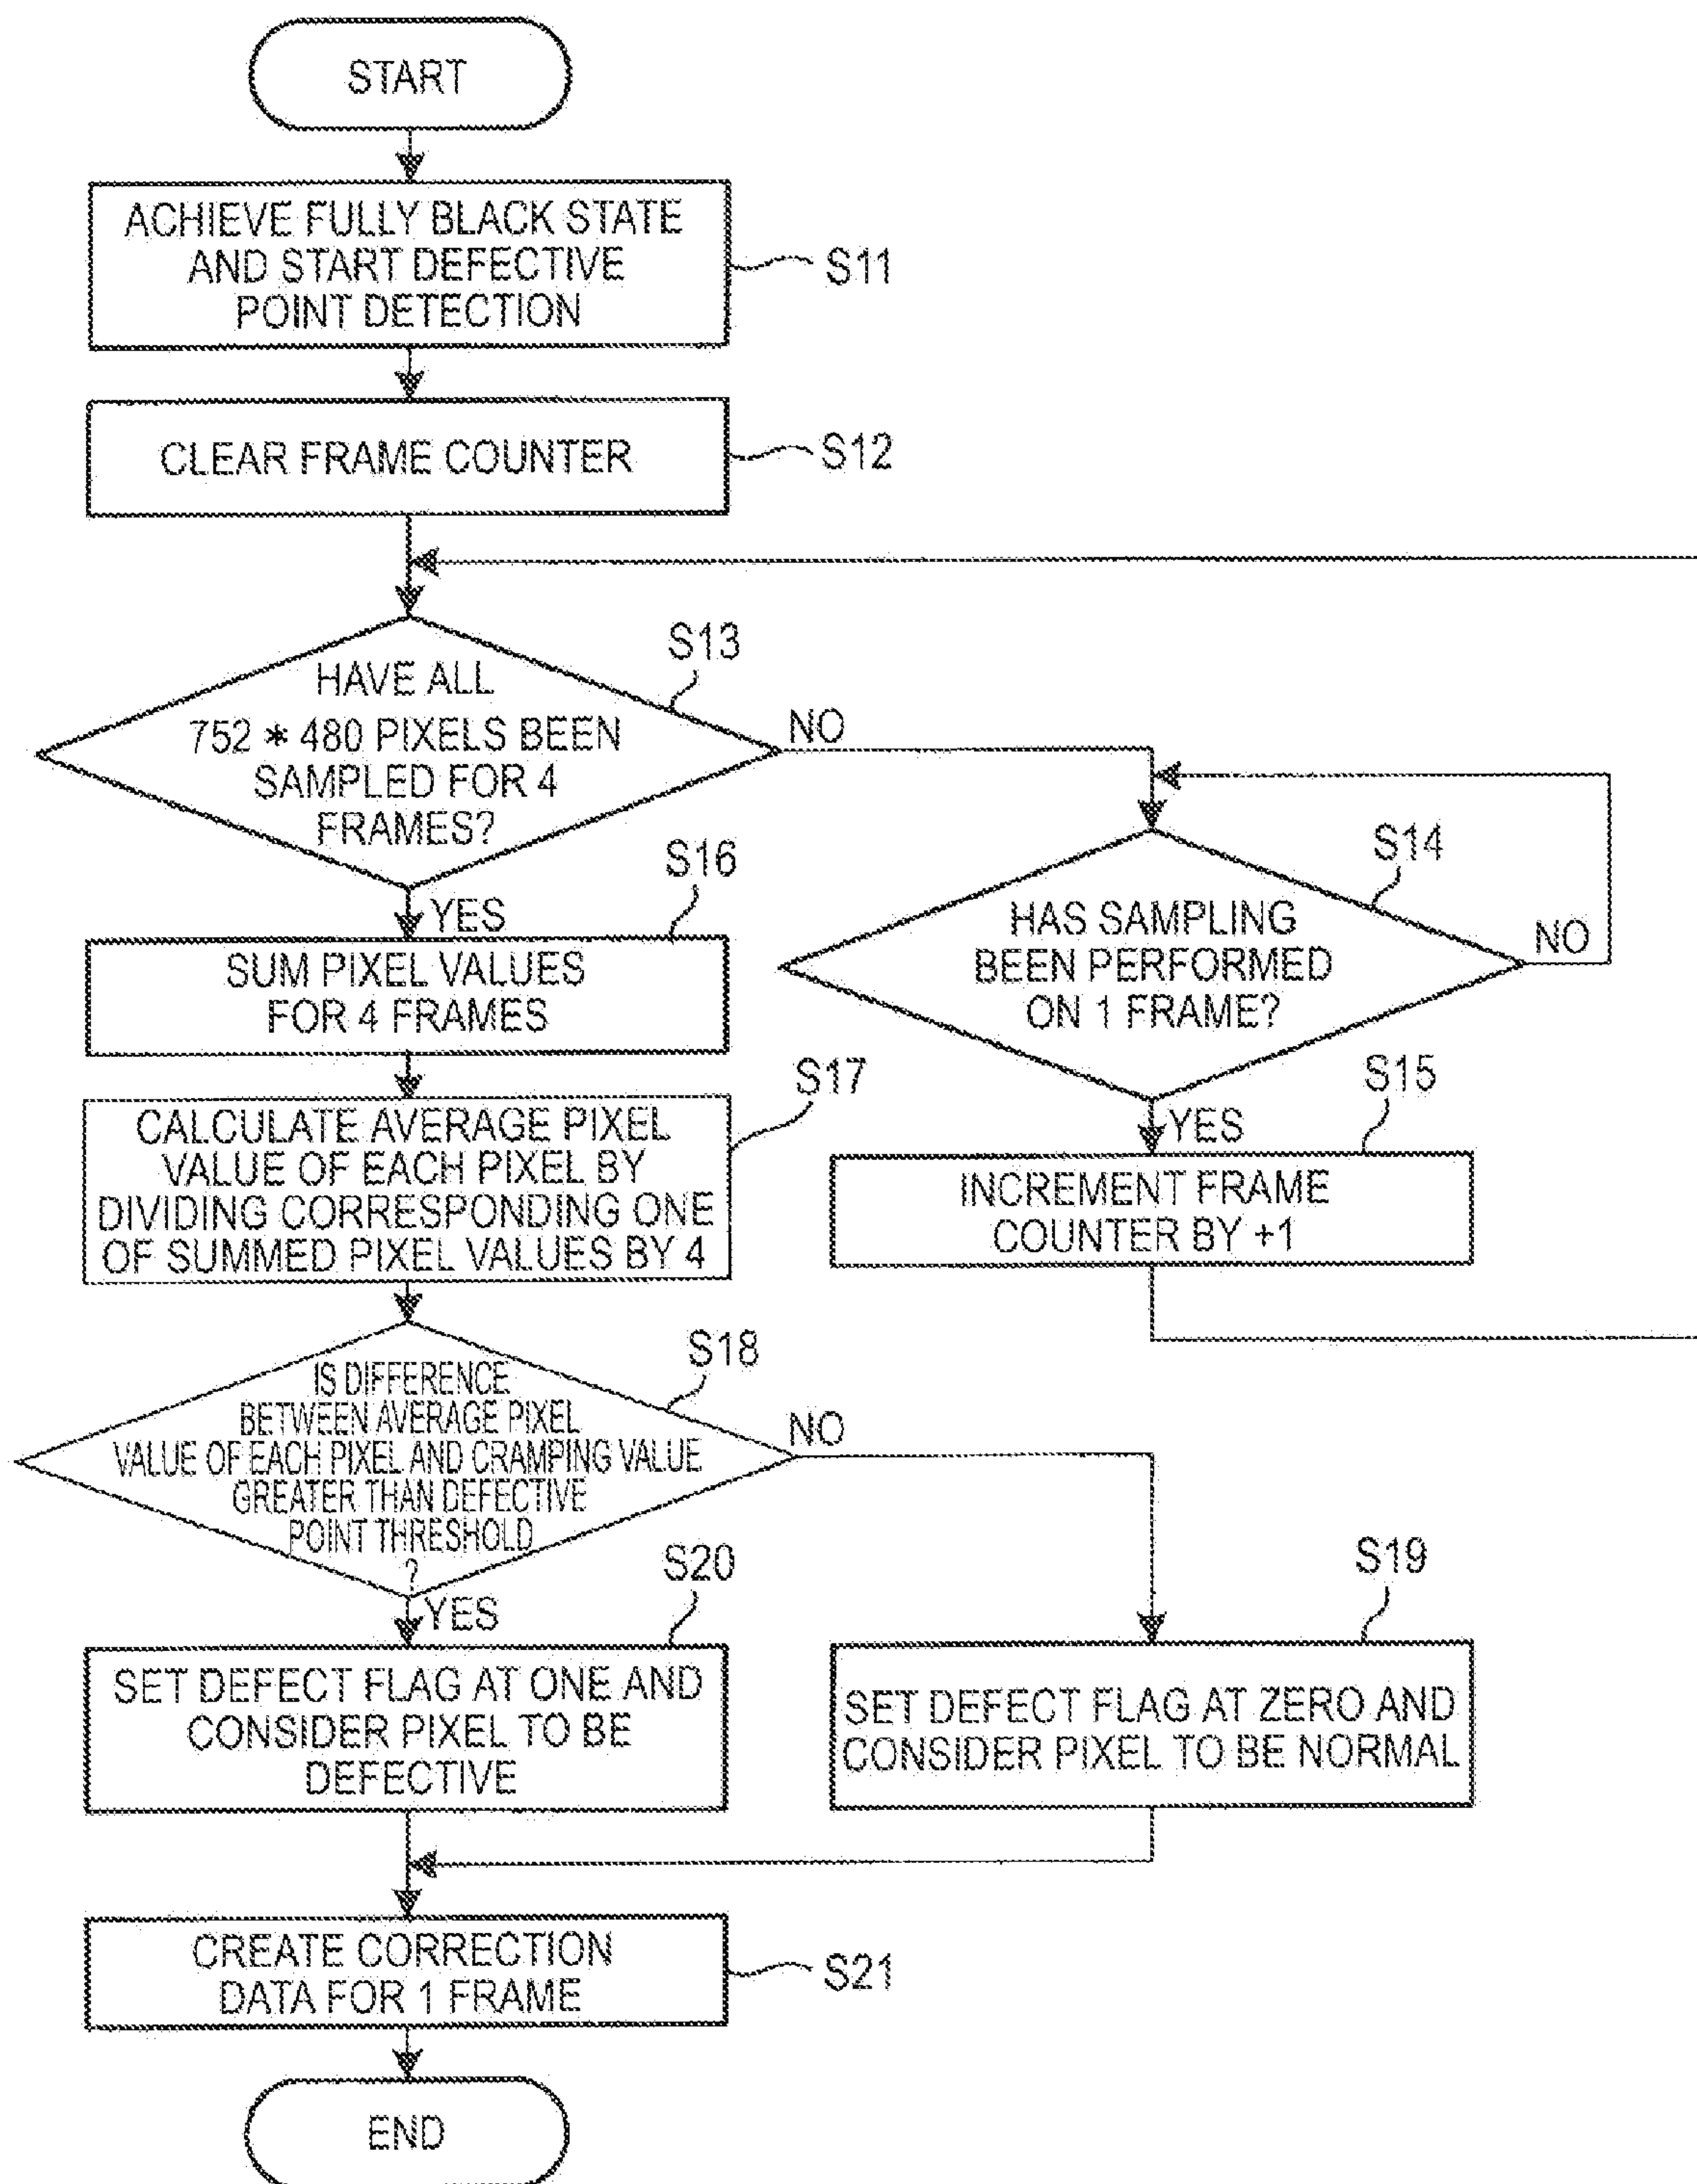 START
ACHIEVE FULLY BLACK STATE
AND START DEFECTIVE
POINT DETECTION
S11
CLEAR FRAME COUNTER
S12
S13
HAVE ALL
752 * 480 PIXELS BEEN
SAMPLED FOR 4
FRAMES?
NO
YES
S14
HAS SAMPLING
BEEN PERFORMED
ON 1 FRAME?
NO
YES
S15
INCREMENT FRAME
COUNTER BY +1
S16
SUM PIXEL VALUES
FOR 4 FRAMES
S17
CALCULATE AVERAGE PIXEL
VALUE OF EACH PIXEL BY
DIVIDING CORRESPONDING ONE
OF SUMMED PIXEL VALUES BY 4
S18
IS DIFFERENCE
BETWEEN AVERAGE PIXEL
VALUE OF EACH PIXEL AND CRAMPING VALUE
GREATER THAN DEFECTIVE
POINT THRESHOLD
?
NO
YES
S20
SET DEFECT FLAG AT ONE AND
CONSIDER PIXEL TO BE
DEFECTIVE
S19
SET DEFECT FLAG AT ZERO AND
CONSIDER PIXEL TO BE NORMAL
CREATE CORRECTION
DATA FOR 1 FRAME
S21
END